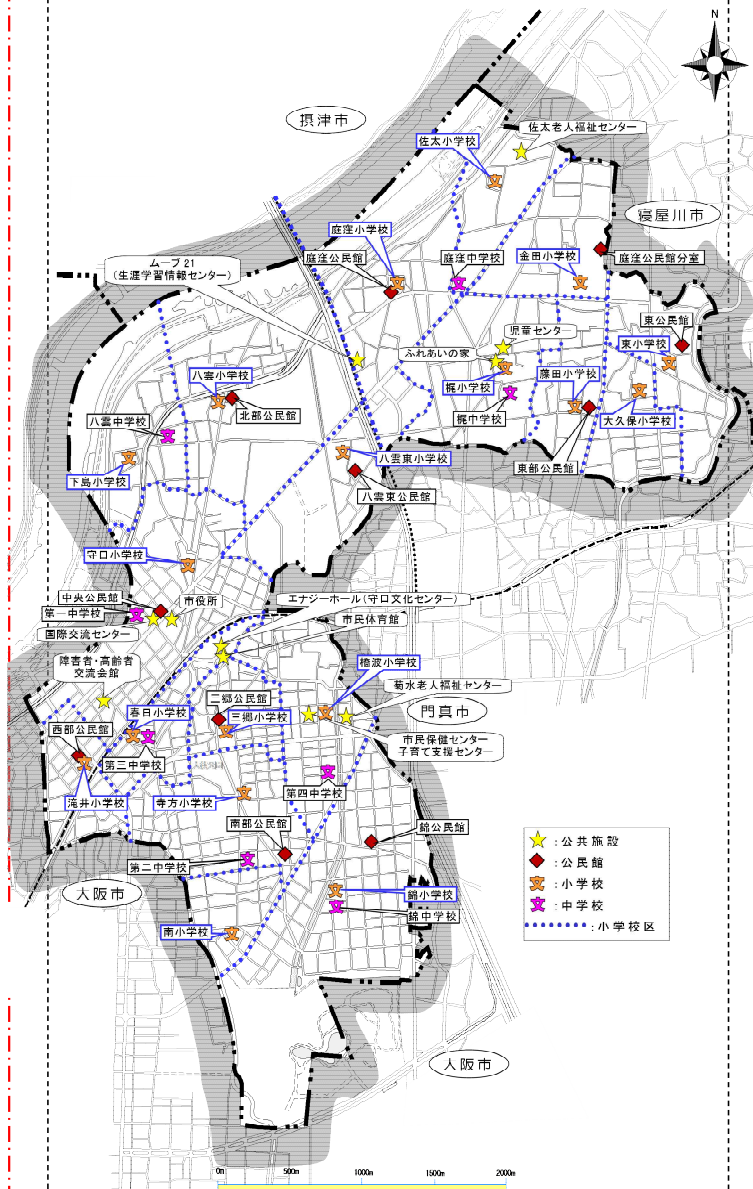 N
摂津市
佐太老人福祉センター
佐太小学校
寝屋川市
庭窪小学校
庭窪公民館
庭窪中学校
金田小学校
庭窪公民館分室
ムーブ21
(生涯学習情報センター)
東公民館
児童センタ
ふれあいの家
東小学校
梶小学校
藤田小学校
八雲小学校
北部公民館
梶中学校
大久保小学校
八雲中学校
八雲東小学校
東部公民館
下島小学校
八雲東公民館
守口小学校
中央公民館
市役所
エナジーホール(守口文化センター)
第一中学校
市民体育館
国際交流センター
障害者・高齢者
交流会館
橋波小学校
菊水老人福祉センター
二郷公民館
春日小学校
三郷小学校
門真市
西部公民館
市民保健センター
子育て支援センター
第三中学校
滝井小学校
寺方小学校
第四中学校
南部公民館
錦公民館
第二中学校
大阪市
錦小学校
錦中学校
南小学校
:公共施設
:公民館
:小学校
:中学校
:小学校区
大阪市
0m
500m
1000m
1500m
2000m